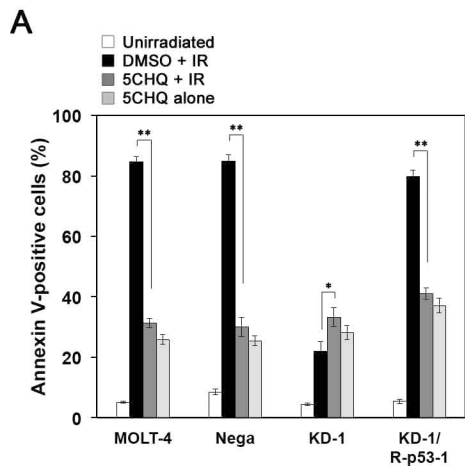 A
Unirradiated
DMSO + IR
5CHQ + IR
5CHQ alone
Annexin V-positive cells (%)
100
80
60
40
20
0
**
**
*
**
MOLT-4
Nega
KD-1
KD-1/
R-p53-1